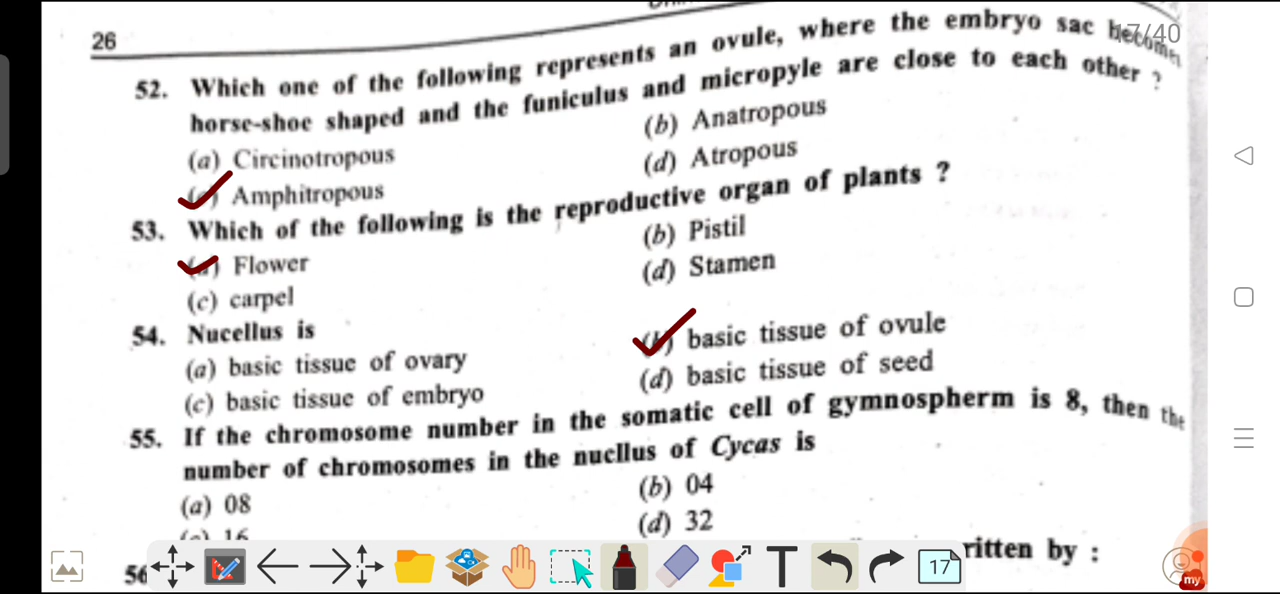 17/40
26
52. Which one of the following represents an ovule, where the embryo sac becomes
horse-shoe shaped and the funiculus and micropyle are close to each other ?
(a) Circinotropous
(b) Anatropous
Amphitropous
(d) Atropous
53. Which of the following is the reproductive organ of plants ?
Flower
(b) Pistil
(c) carpel
(d) Stamen
54. Nucellus is
(a) basic tissue of ovary
basic tissue of ovule
(c) basic tissue of embryo
(d) basic tissue of seed
55. If the chromosome number in the somatic cell of gymnospherm is 8, then the
number of chromosomes in the nucllus of Cycas is
(a) 08
(b) 04
(c) 16
(d) 32
56
ritten by :
T
17
my